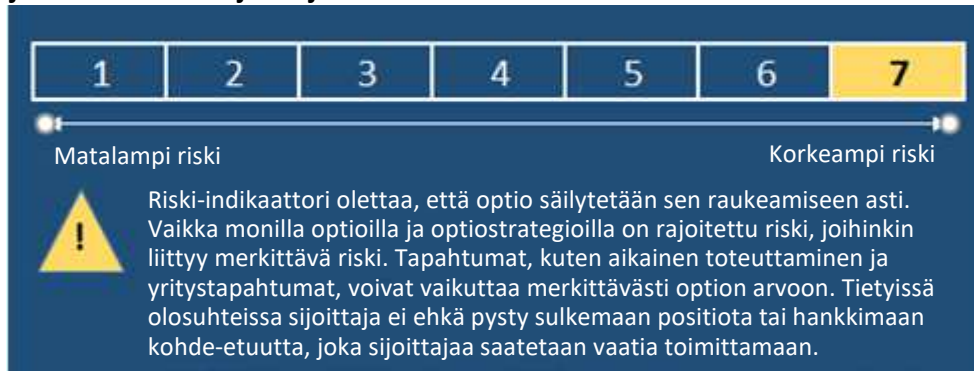 1 2 3 4 5 6 7
Matalampi riski Korkeampi riski
Riski-indikaattori olettaa, että optio säilytetään sen raukeamiseen asti.
! Vaikka monilla optioilla ja optiostrategioilla on rajoitettu riski, joihinkin
liittyy merkittävä riski. Tapahtumat, kuten aikainen toteuttaminen ja
yritystapahtumat, voivat vaikuttaa merkittävästi option arvoon. Tietyissä
olosuhteissa sijoittaja ei ehkä pysty sulkemaan positiota tai hankkimaan
kohde-etuutta, joka sijoittajaa saatetaan vaatia toimittamaan.